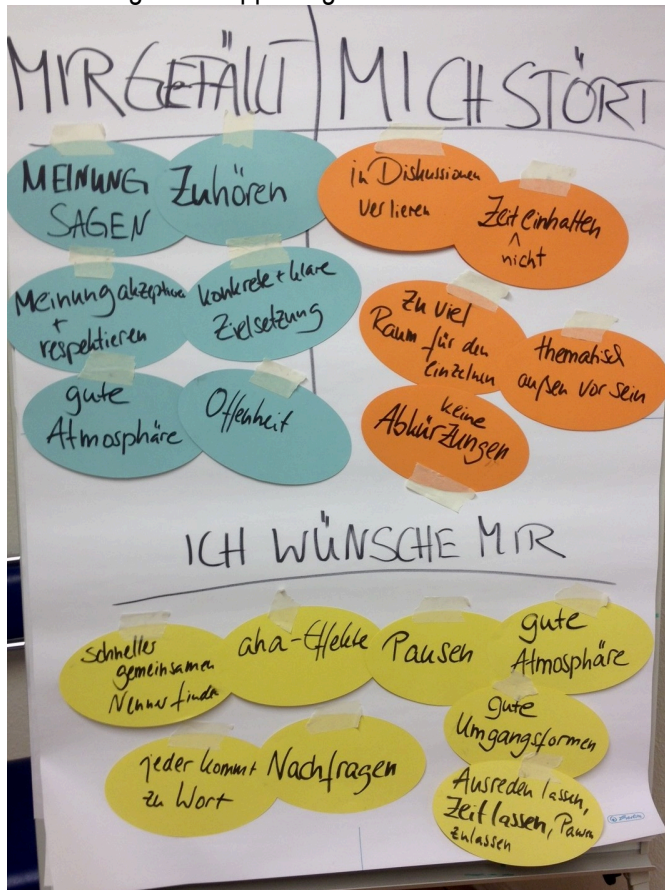 MIR GEFÄLLT
MICH STÖRT
MEINUNG
SAGEN
Zuhören
Meinung akzeptieren
+
respektieren
konkrete + klare
Zielsetzung
gute
Atmosphäre
Offenheit
in Diskussionen
verlieren
Zeit einhalten
^
nicht
Zu viel
Raum für den
Einzelnen
thematisch
außen vor sein
keine
Abkürzungen
ICH WÜNSCHE MIR
schneller
gemeinsamen
Nenner finden
aha-Effekte
Pausen
gute
Atmosphäre
gute
Umgangsformen
jeder kommt
zu Wort
Nachfragen
Ausreden lassen,
Zeit lassen, Pausen
zulassen